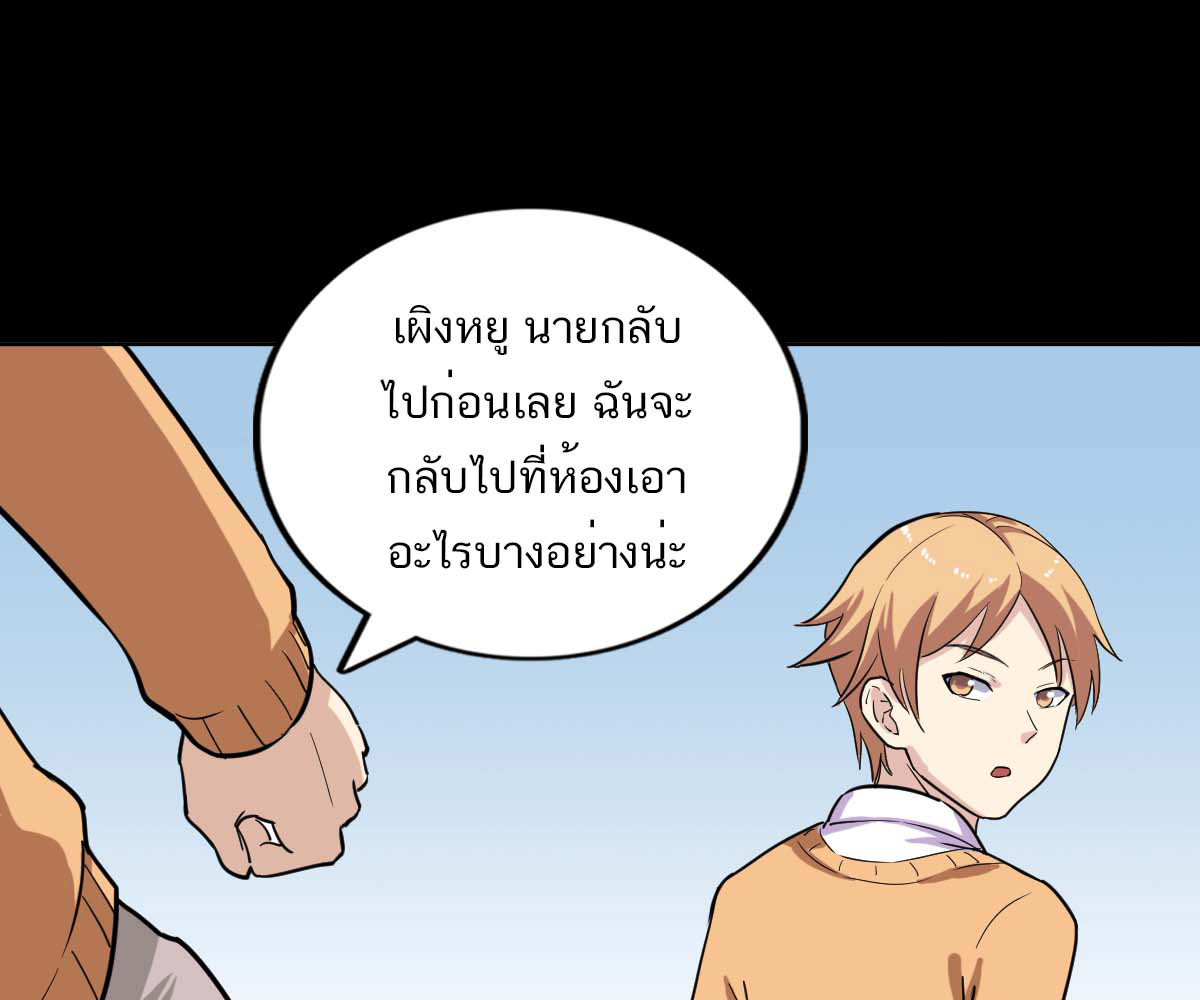 เผิงหยู นายกลับ
ไปก่อนเลย ฉันจะ
กลับไปที่ห้องเอา
อะไรบางอย่างน่ะ